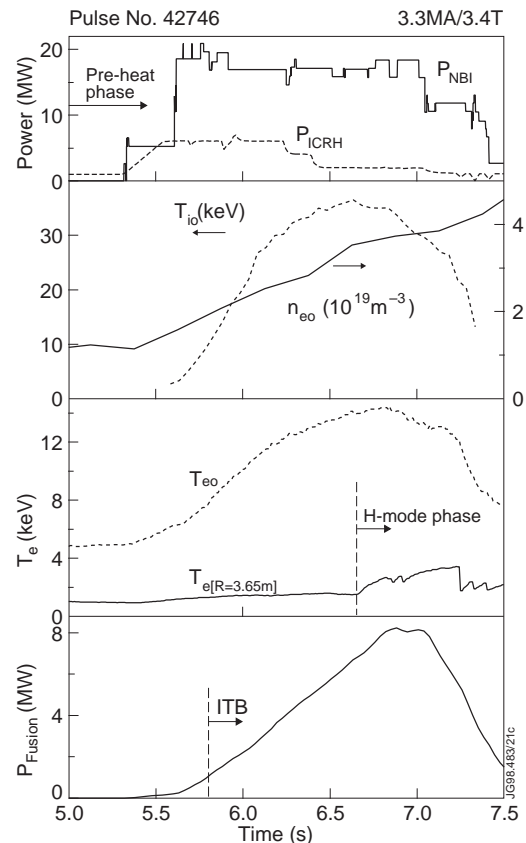 Pulse No. 42746 3.3MA/3.4T
20
10
0
Power (MW)
Pre-heat
phase
P_NBI
P_ICRH
30
20
10
0
T_io(keV)
n_eo (10^19 m^–3)
4
2
0
12
8
4
0
T_e (keV)
T_eo
H-mode phase
T_e[R=3.65m]
8
4
0
P_Fusion (MW)
ITB
5.0 5.5 6.0 6.5 7.0 7.5
Time (s)
JG98.483/21c